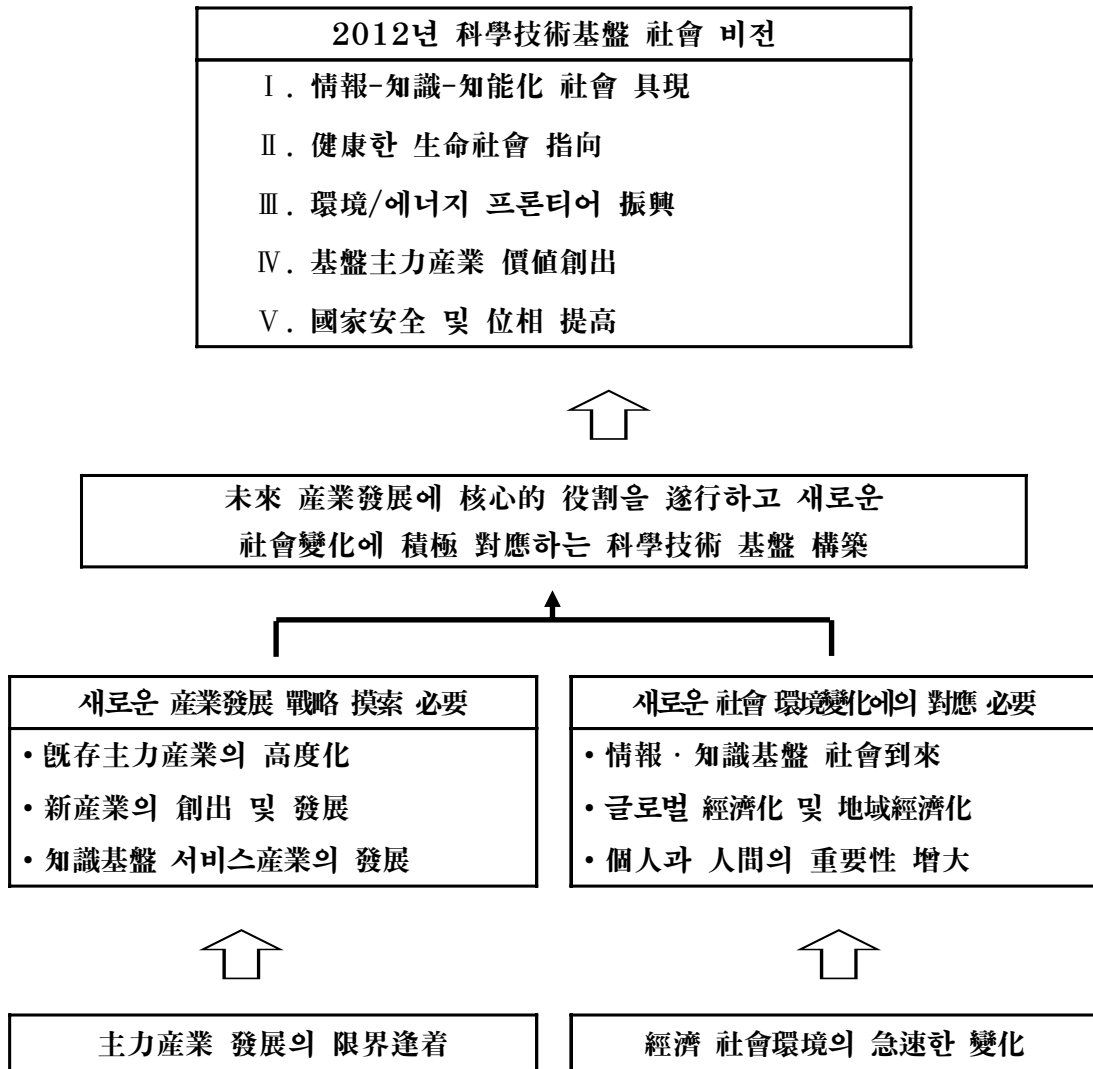 2012년 科學技術基盤 社會 비전
Ⅰ. 情報-知識-知能化 社會 具現
Ⅱ. 健康한 生命社會 指向
Ⅲ. 環境/에너지 프론티어 振興
Ⅳ. 基盤主力産業 價値創出
Ⅴ. 國家安全 및 位相 提高
未來 産業發展에 核心的 役割을 遂行하고 새로운
社會變化에 積極 對應하는 科學技術 基盤 構築
새로운 産業發展 戰略 摸索 必要
• 旣存主力産業의 高度化
• 新産業의 創出 및 發展
• 知識基盤 서비스産業의 發展
새로운 社會 環境變化에의 對應 必要
• 情報 · 知識基盤 社會到來
• 글로벌 經濟化 및 地域經濟化
• 個人과 人間의 重要性 增大
主力産業 發展의 限界逢着
經濟 社會環境의 急速한 變化